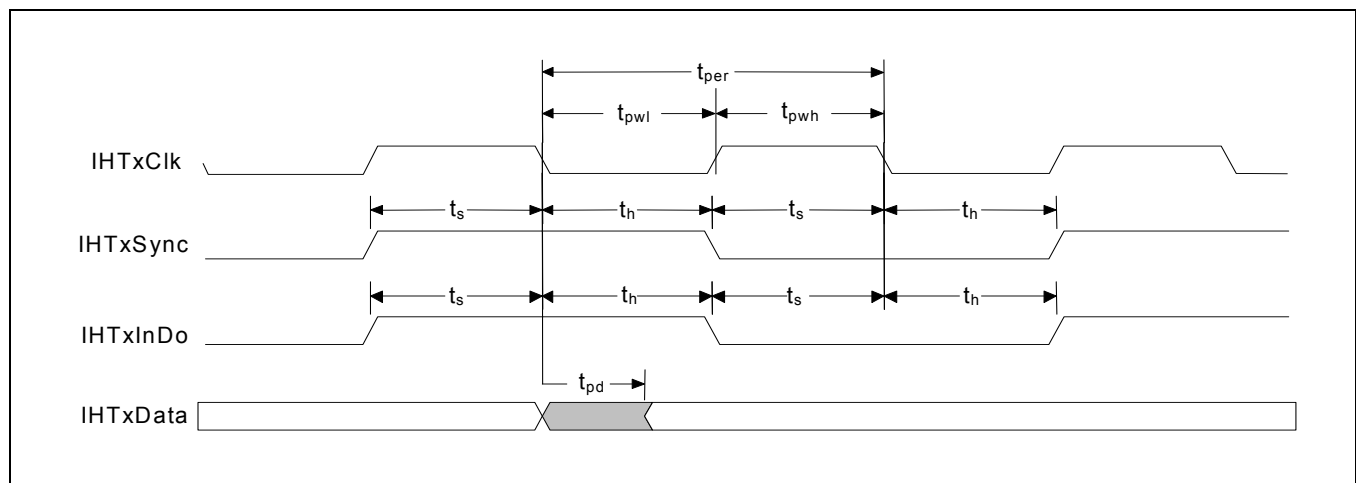 tper
tpwl tpwh
IHTxClk
ts th ts th
IHTxSync
ts th ts th
IHTxInDo
tpd
IHTxData